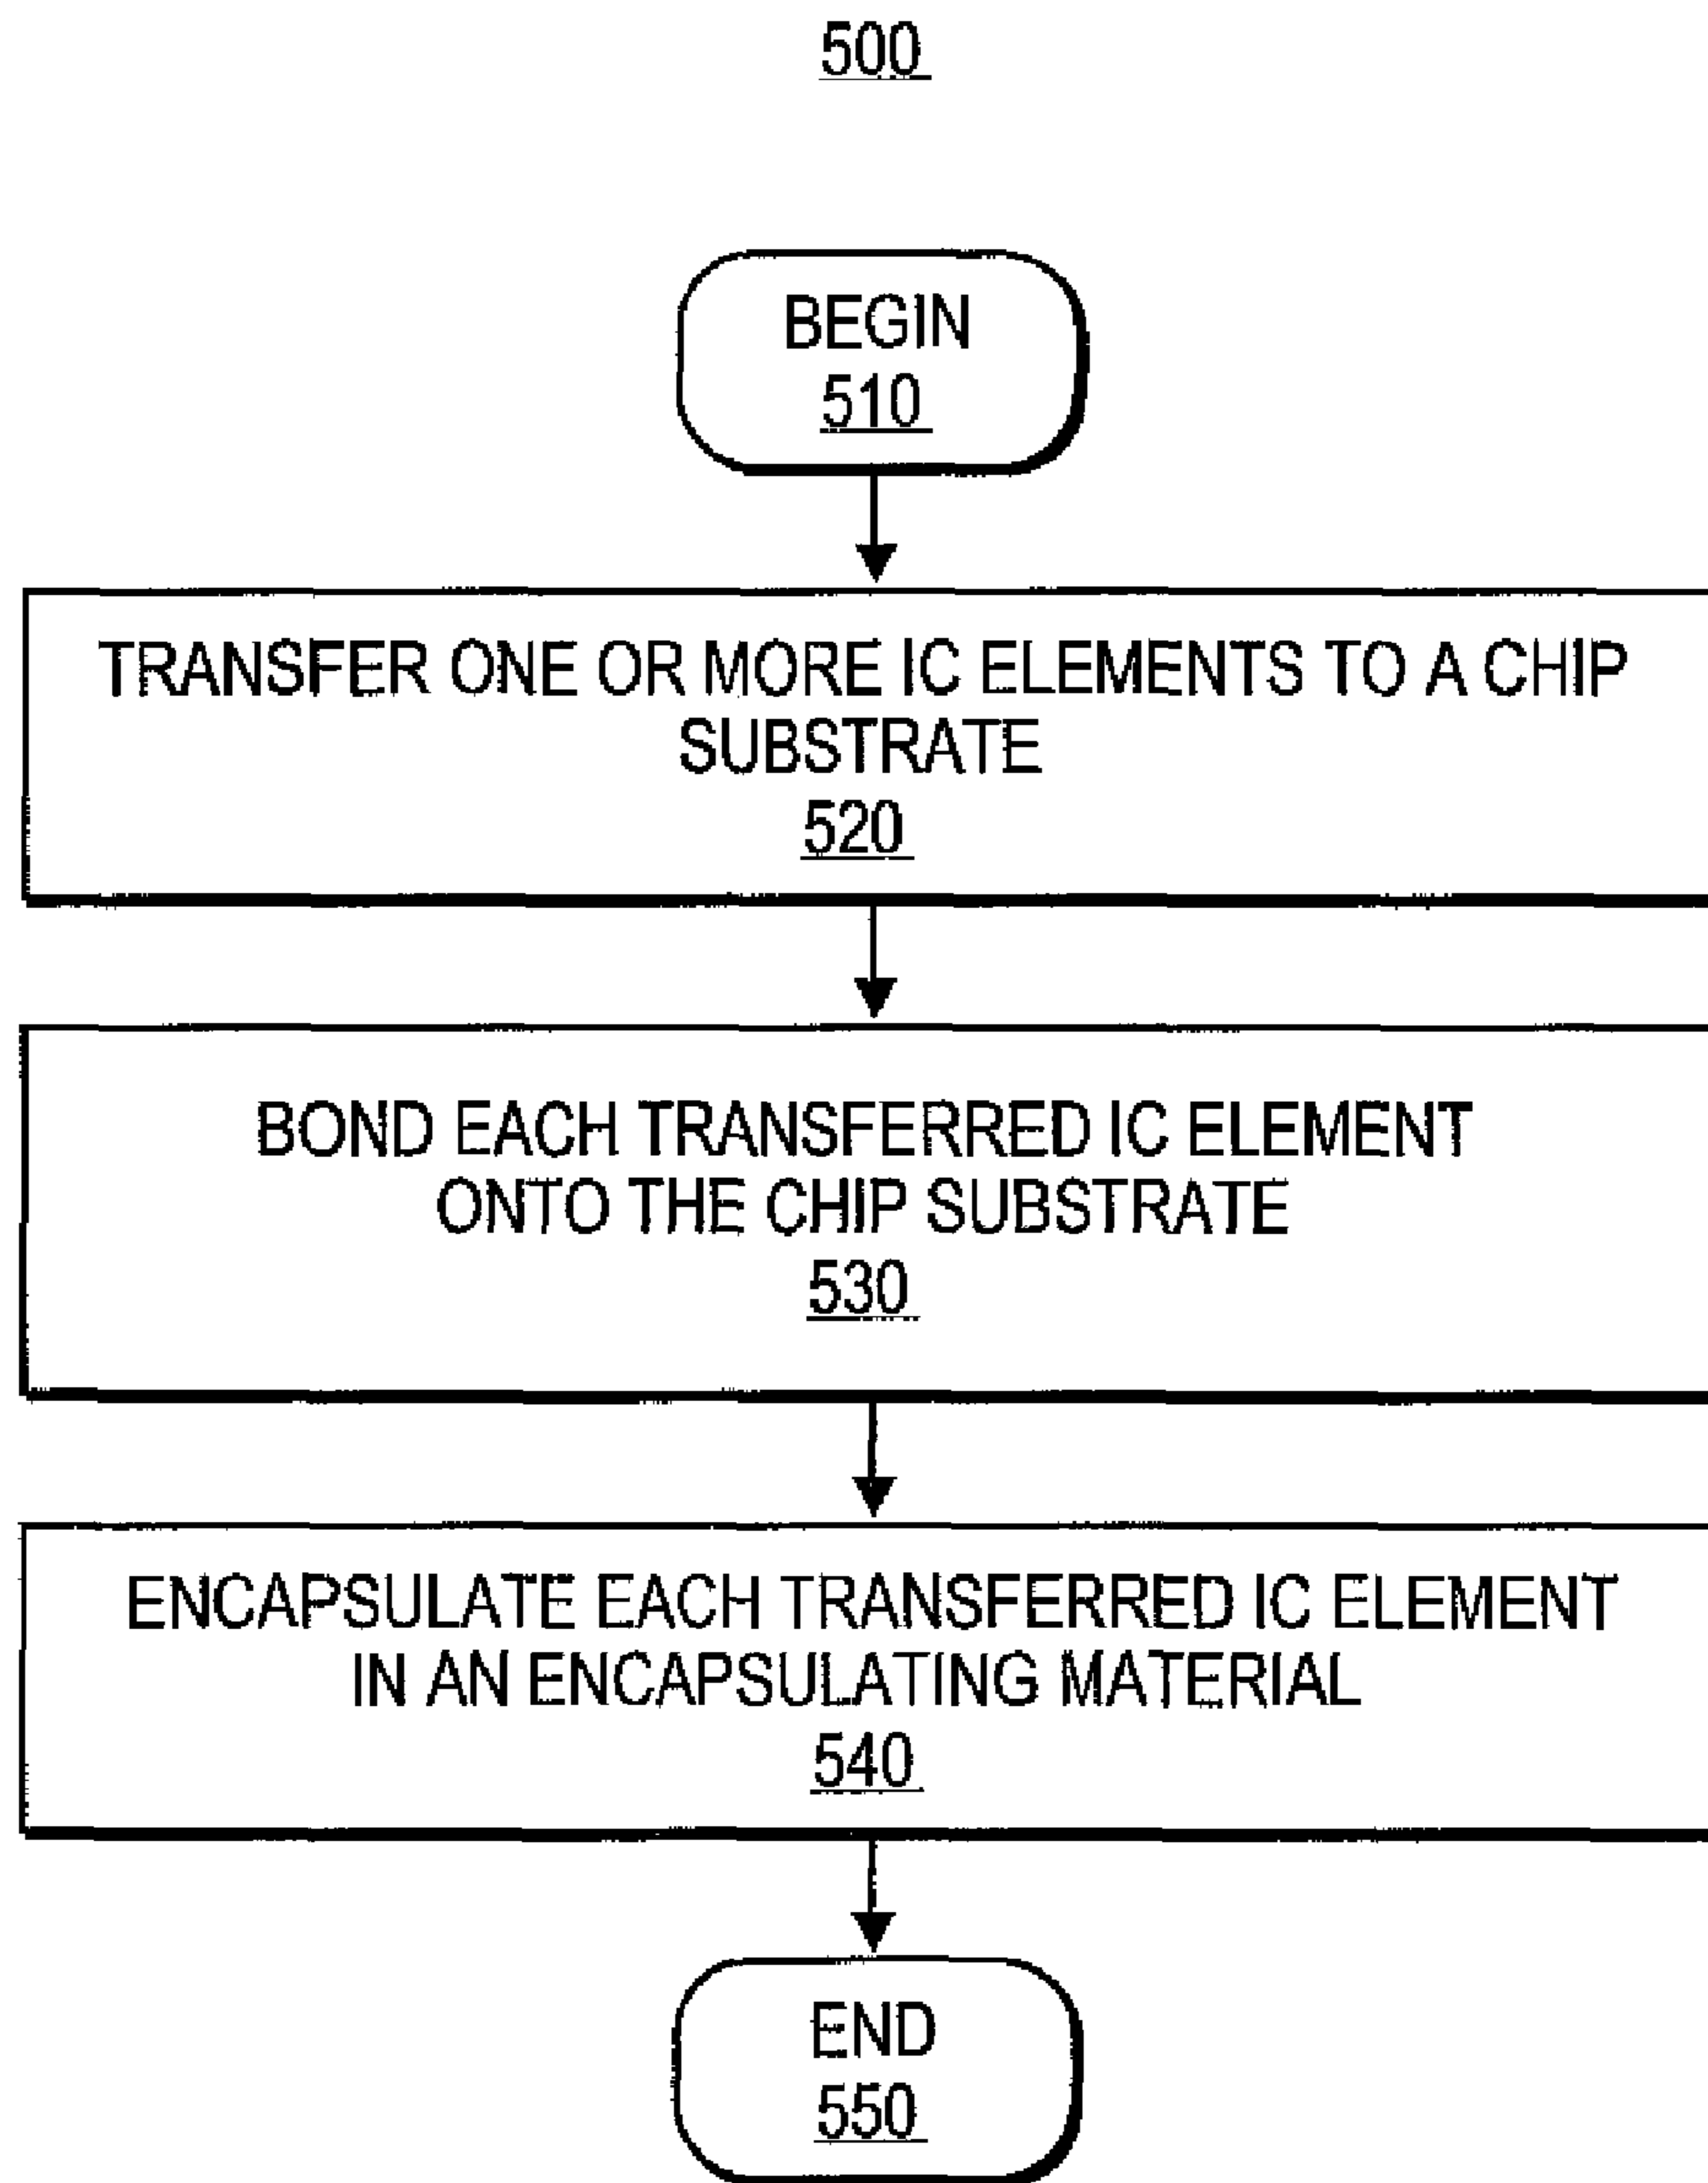 500
BEGIN
510
TRANSFER ONE OR MORE IC ELEMENTS TO A CHIP
SUBSTRATE
520
BOND EACH TRANSFERRED IC ELEMENT
ONTO THE CHIP SUBSTRATE
530
ENCAPSULATE EACH TRANSFERRED IC ELEMENT
IN AN ENCAPSULATING MATERIAL
540
END
550